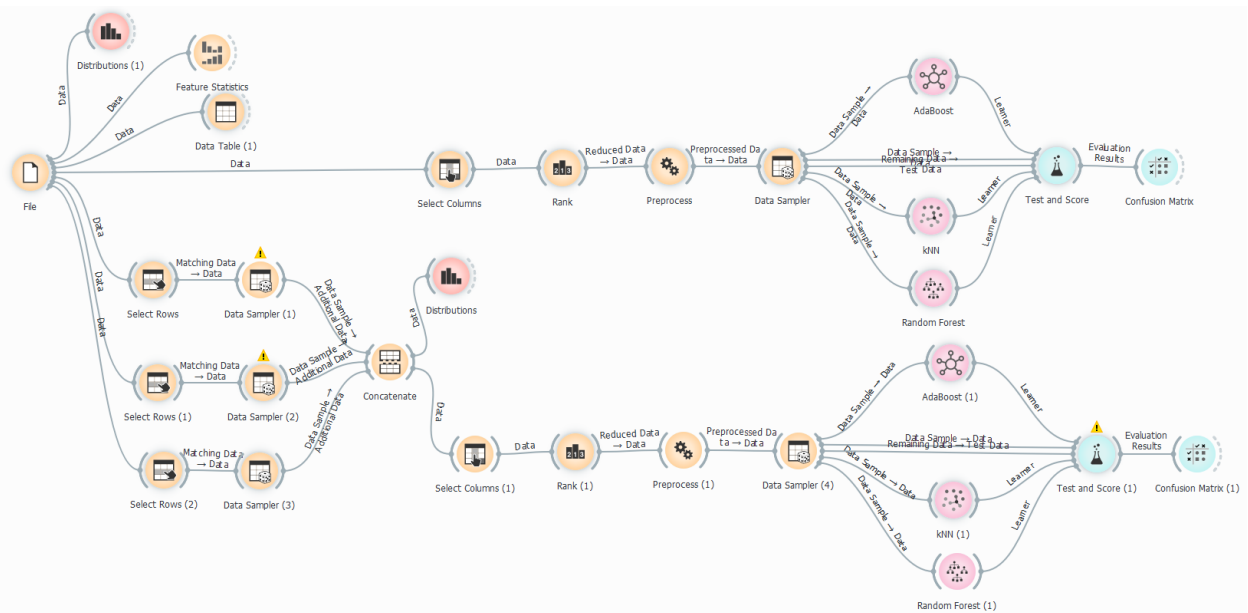 Distributions (1)
Data
Feature Statistics
Data
Data Table (1)
Data
File
Data
Select Columns
Data
Rank
Reduced Data
→ Data
Preprocess
Preprocessed Da
ta → Data
Data Sampler
Data Sample →
Data
AdaBoost
Learner
Data Sample →
Data
Remaining Data →
Test Data
Data Sample →
Data
kNN
Learner
Data Sample →
Data
Random Forest
Learner
Test and Score
Evaluation
Results
Confusion Matrix
Data
Select Rows
Matching Data
→ Data
Data Sampler (1)
Data Sample →
Additional Data
Data
Select Rows (1)
Matching Data
→ Data
Data Sampler (2)
Data Sample →
Additional Data
Data
Select Rows (2)
Matching Data
→ Data
Data Sampler (3)
Data Sample →
Additional Data
Concatenate
Data
Distributions
Data
Select Columns (1)
Data
Rank (1)
Reduced Data
→ Data
Preprocess (1)
Preprocessed Da
ta → Data
Data Sampler (4)
Data Sample → Data
AdaBoost (1)
Learner
Data Sample → Data
Remaining Data → Test Data
Data Sample → Data
kNN (1)
Learner
Data Sample → Data
Random Forest (1)
Learner
Test and Score (1)
Evaluation
Results
Confusion Matrix (1)